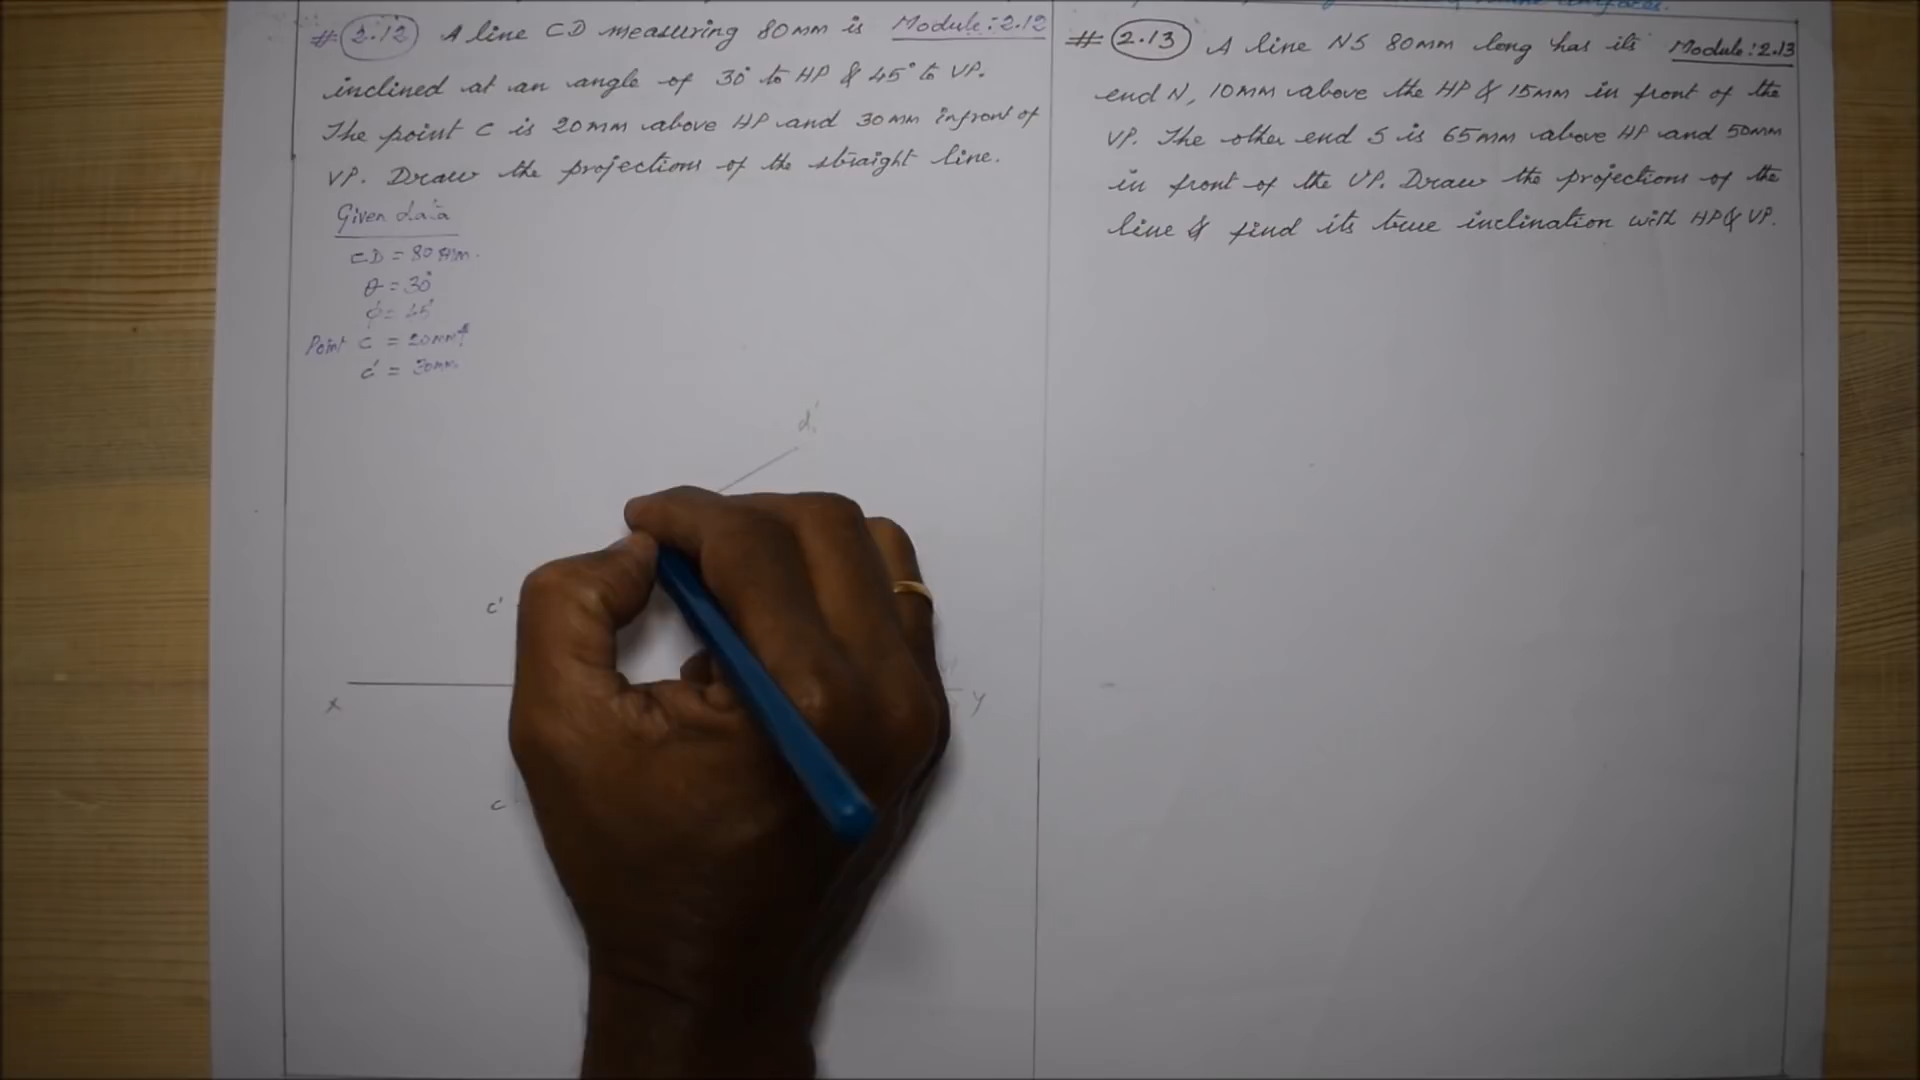 # 2.12 A line CD measuring 80mm is Module: 2.12
inclined at an angle of 30° to HP & 45° to VP.
The point C is 20mm above HP and 30mm infront of
VP. Draw the projections of the straight line.
Given data
CD = 80mm.
θ = 30°
ϕ = 45°
Point C = 20mm↑
c' = 30mm
d₁'
c'
X
Y
c
# 2.13 A line NS 80mm long has its Module: 2.13
end N, 10mm above the HP & 15mm in front of the
VP. The other end S is 65mm above HP and 50mm
in front of the VP. Draw the projections of the
line & find its true inclination with HP & VP.